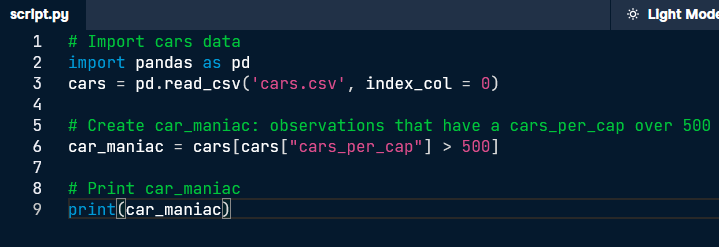 script.py
Light Mode
1 # Import cars data
2 import pandas as pd
3 cars = pd.read_csv('cars.csv', index_col = 0)
4
5 # Create car_maniac: observations that have a cars_per_cap over 500
6 car_maniac = cars[cars["cars_per_cap"] > 500]
7
8 # Print car_maniac
9 print(car_maniac)